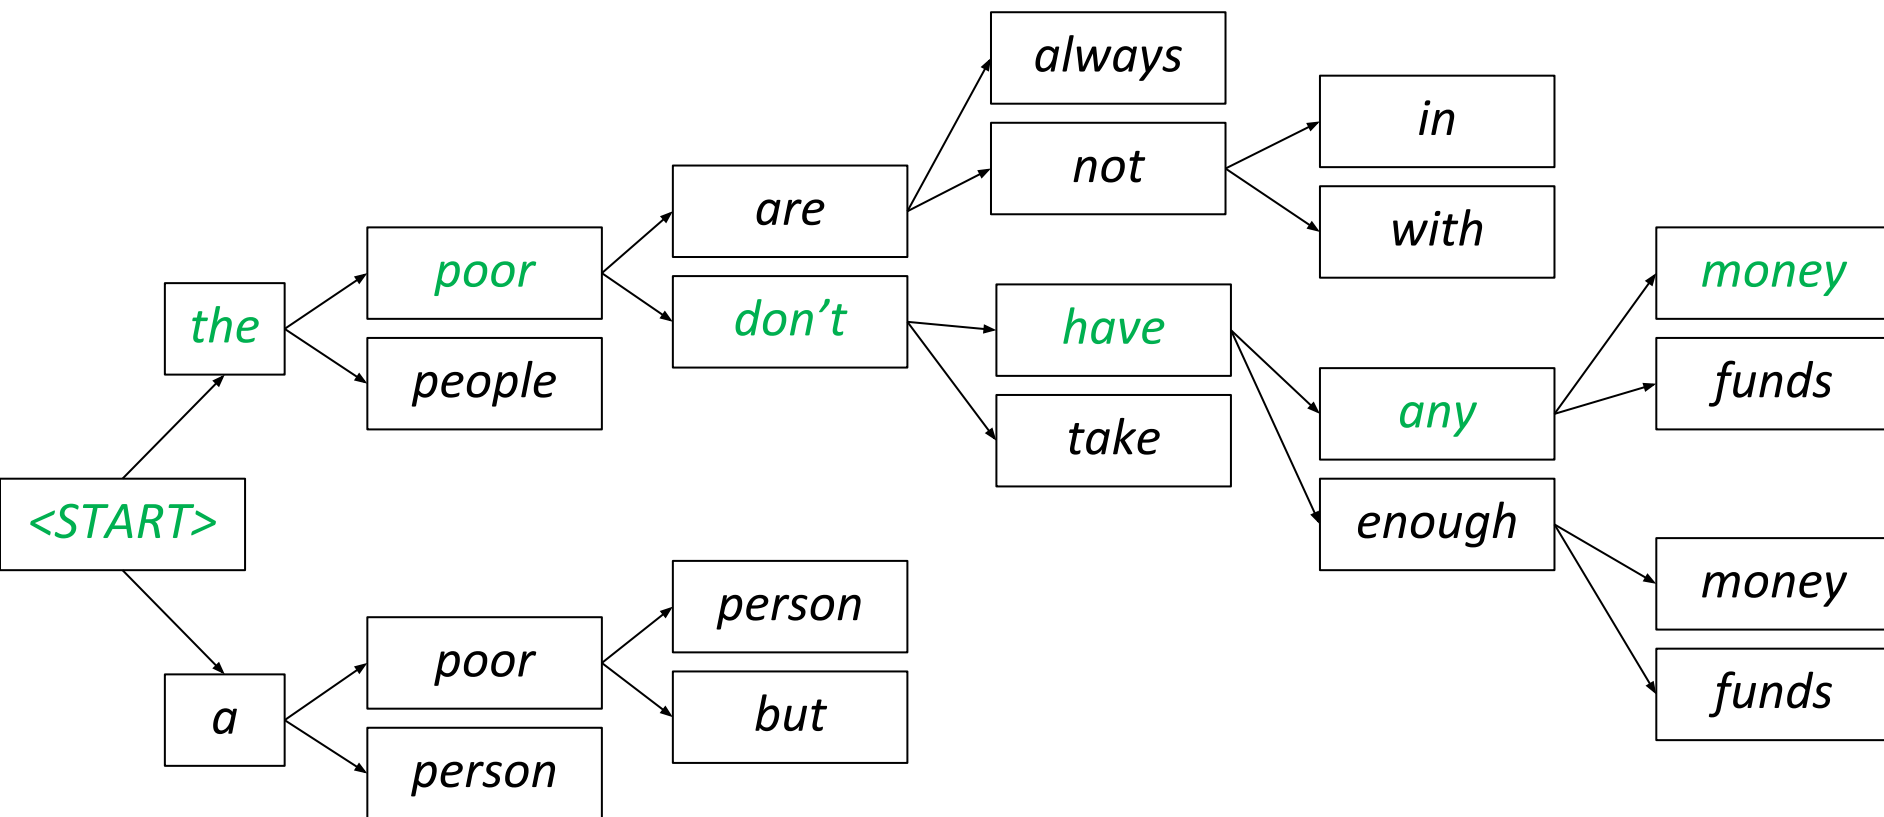 always
in
not
are
with
poor
money
the
don’t
have
people
funds
any
take
<START>
enough
person
money
poor
funds
a
but
person